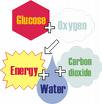 Glucose
+ Oxygen
Energy +
+ Carbon
dioxide
Water